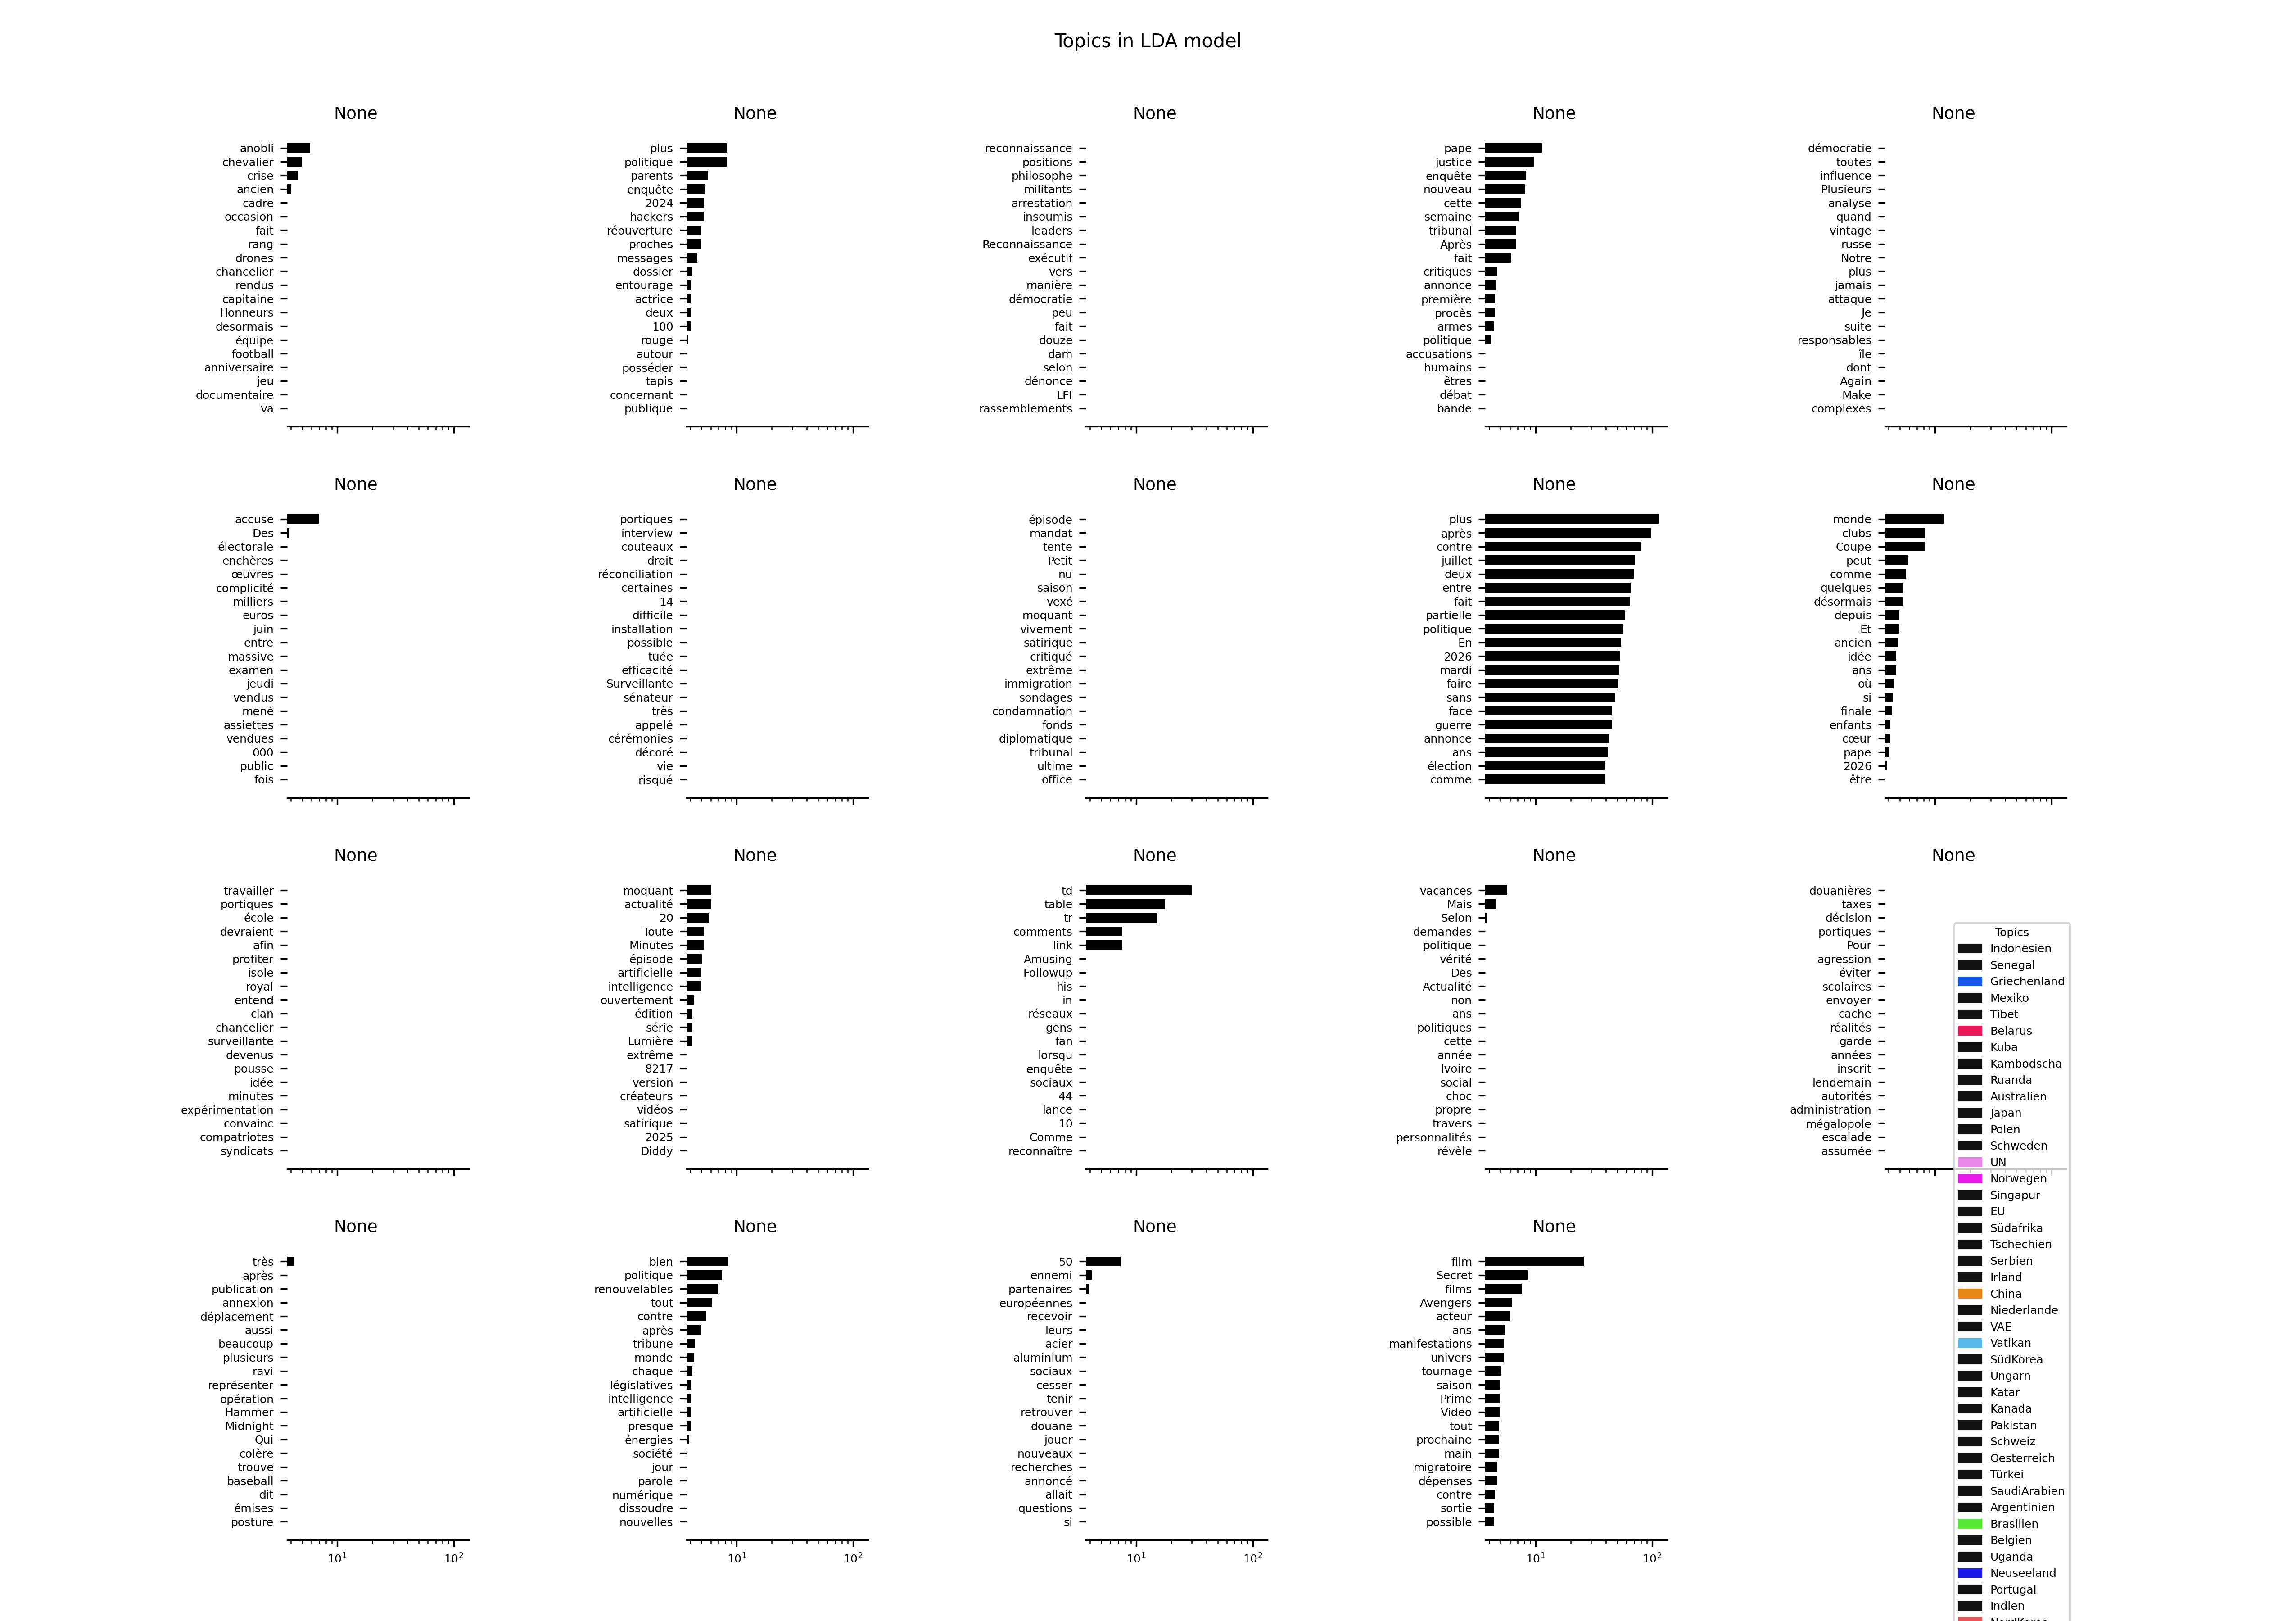 Topics in LDA model
None
anobli
chevalier
crise
ancien
cadre
occasion
fait
rang
drones
chancelier
rendus
capitaine
Honneurs
desormais
équipe
football
anniversaire
jeu
documentaire
va
None
plus
politique
parents
enquête
2024
hackers
réouverture
proches
messages
dossier
entourage
actrice
deux
100
rouge
autour
posséder
tapis
concernant
publique
None
reconnaissance
positions
philosophe
militants
arrestation
insoumis
leaders
Reconnaissance
exécutif
vers
manière
démocratie
peu
fait
douze
dam
selon
dénonce
LFI
rassemblements
None
pape
justice
enquête
nouveau
cette
semaine
tribunal
Après
fait
critiques
annonce
première
procès
armes
politique
accusations
humains
êtres
débat
bande
None
démocratie
toutes
influence
Plusieurs
analyse
quand
vintage
russe
Notre
plus
jamais
attaque
Je
suite
responsables
île
dont
Again
Make
complexes
None
accuse
Des
électorale
enchères
œuvres
complicité
milliers
euros
juin
entre
massive
examen
jeudi
vendus
mené
assiettes
vendues
000
public
fois
None
portiques
interview
couteaux
droit
réconciliation
certaines
14
difficile
installation
possible
tuée
efficacité
Surveillante
sénateur
très
appelé
cérémonies
décoré
vie
risqué
None
épisode
mandat
tente
Petit
nu
saison
vexé
moquant
vivement
satirique
critiqué
extrême
immigration
sondages
condamnation
fonds
diplomatique
tribunal
ultime
office
None
plus
après
contre
juillet
deux
entre
fait
partielle
politique
En
2026
mardi
faire
sans
face
guerre
annonce
ans
élection
comme
None
monde
clubs
Coupe
peut
comme
quelques
désormais
depuis
Et
ancien
idée
ans
où
si
finale
enfants
cœur
pape
2026
être
None
travailler
portiques
école
devraient
afin
profiter
isole
royal
entend
clan
chancelier
surveillante
devenus
pousse
idée
minutes
expérimentation
convainc
compatriotes
syndicats
None
moquant
actualité
20
Toute
Minutes
épisode
artificielle
intelligence
ouvertement
édition
série
Lumière
extrême
8217
version
créateurs
vidéos
satirique
2025
Diddy
None
td
table
tr
comments
link
Amusing
Followup
his
in
réseaux
gens
fan
lorsqu
enquête
sociaux
44
lance
10
Comme
reconnaître
None
vacances
Mais
Selon
demandes
politique
vérité
Des
Actualité
non
ans
politiques
cette
année
Ivoire
social
choc
propre
travers
personnalités
révèle
None
douanières
taxes
décision
portiques
Pour
agression
éviter
scolaires
envoyer
cache
réalités
garde
années
inscrit
lendemain
autorités
administration
mégalopole
escalade
assumée
None
très
après
publication
annexion
déplacement
aussi
beaucoup
plusieurs
ravi
représenter
opération
Hammer
Midnight
Qui
colère
trouve
baseball
dit
émises
posture
10¹ 10²
None
bien
politique
renouvelables
tout
contre
après
tribune
monde
chaque
législatives
intelligence
artificielle
presque
énergies
société
jour
parole
numérique
dissoudre
nouvelles
10¹ 10²
None
50
ennemi
partenaires
européennes
recevoir
leurs
acier
aluminium
sociaux
cesser
tenir
retrouver
douane
jouer
nouveaux
recherches
annoncé
allait
questions
si
10¹ 10²
None
film
Secret
films
Avengers
acteur
ans
manifestations
univers
tournage
saison
Prime
Video
tout
prochaine
main
migratoire
dépenses
contre
sortie
possible
10¹ 10²
Topics
Indonesien
Senegal
Griechenland
Mexiko
Tibet
Belarus
Kuba
Kambodscha
Ruanda
Australien
Japan
Polen
Schweden
UN
Norwegen
Singapur
EU
Südafrika
Tschechien
Serbien
Irland
China
Niederlande
VAE
Vatikan
SüdKorea
Ungarn
Katar
Kanada
Pakistan
Schweiz
Oesterreich
Türkei
SaudiArabien
Argentinien
Brasilien
Belgien
Uganda
Neuseeland
Portugal
Indien